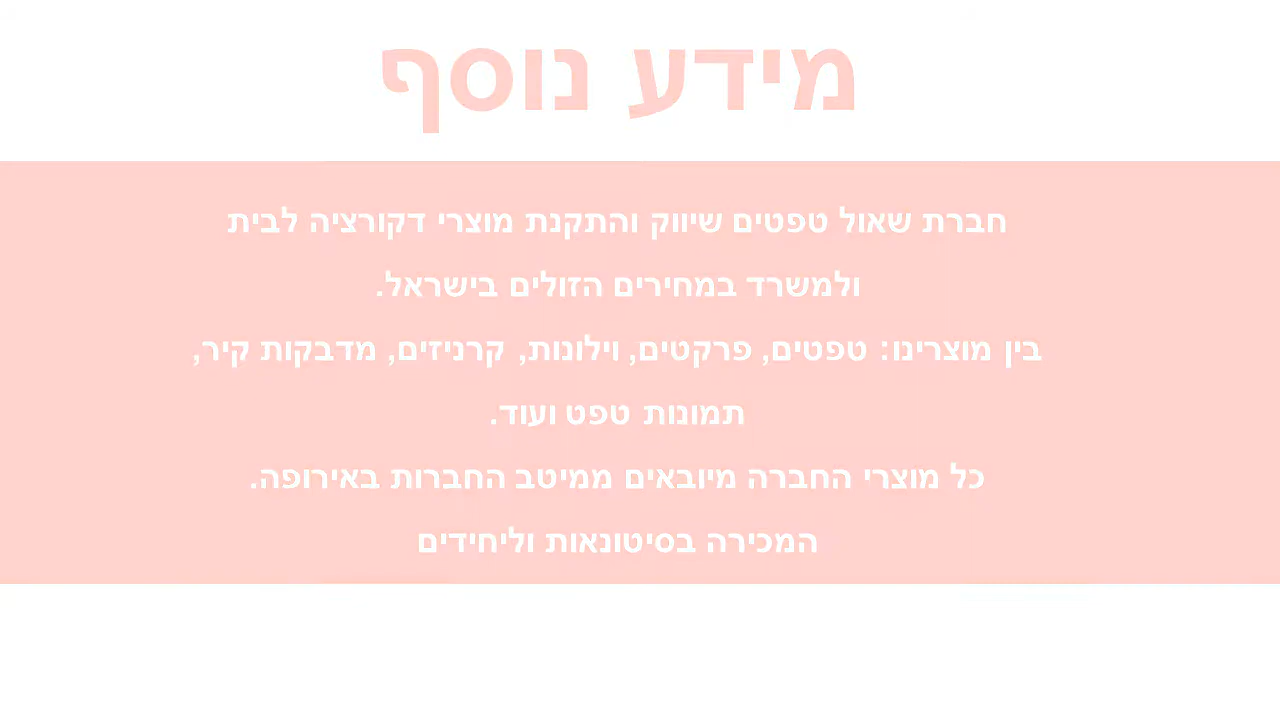 מידע נוסף
חברת שאול טפטים שיווק והתקנת מוצרי דקורציה לבית
ולמשרד במחירים הזולים בישראל.
בין מוצרינו: טפטים, פרקטים, וילונות, קרניזים, מדבקות קיר,
תמונות טפט ועוד.
כל מוצרי החברה מיובאים ממיטב החברות באירופה.
המכירה בסיטונאות וליחידים